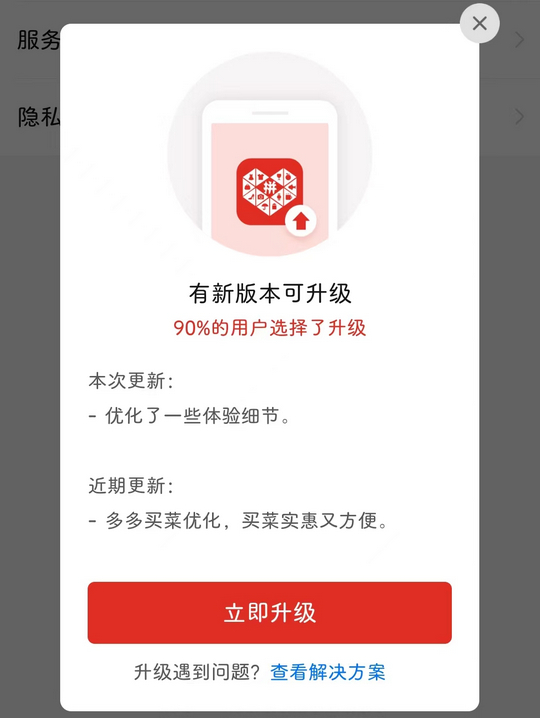 服务
隐私
拼
有新版本可升级
90%的用户选择了升级
本次更新:
- 优化了一些体验细节。
近期更新:
- 多多买菜优化，买菜实惠又方便。
立即升级
升级遇到问题？查看解决方案